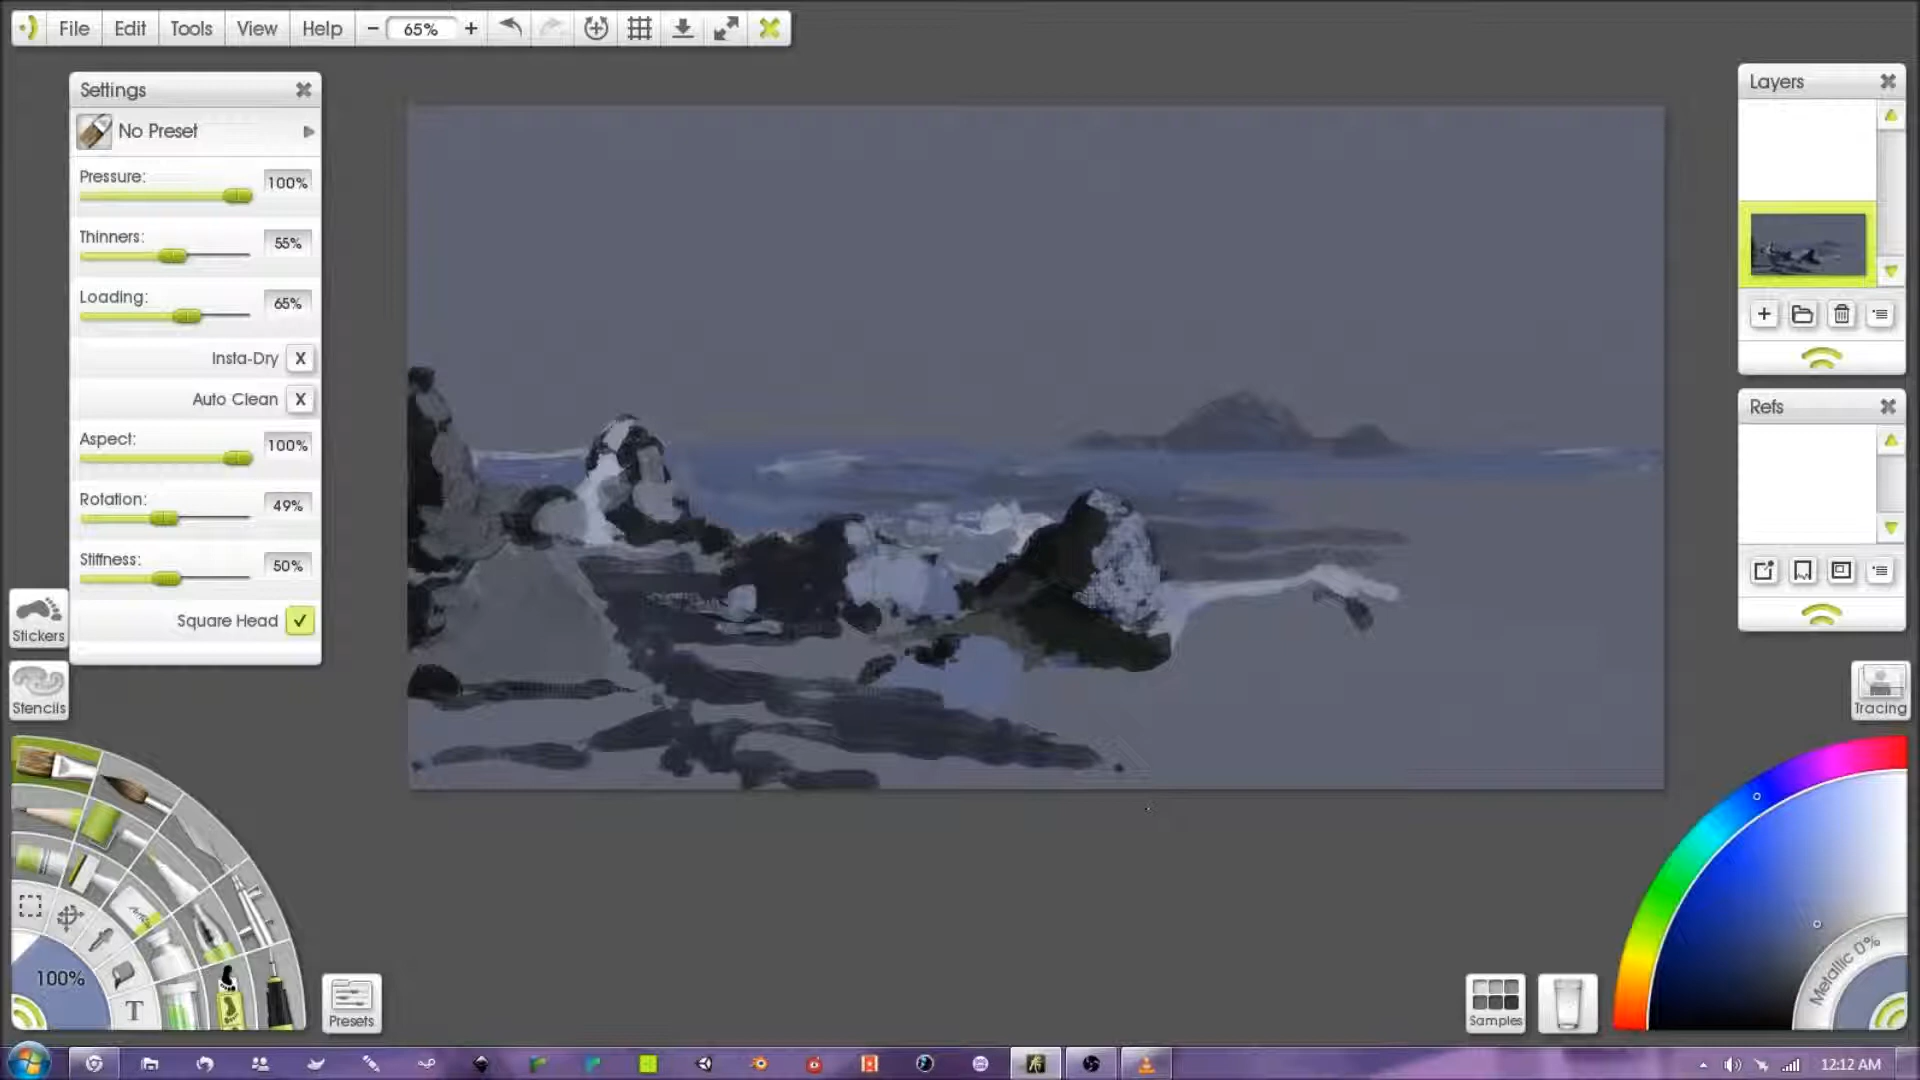 File Edit Tools View Help − 65% +
Settings
No Preset
Pressure: 100%
Thinners: 55%
Loading: 65%
Insta-Dry X
Auto Clean X
Aspect: 100%
Rotation: 49%
Stiffness: 50%
Square Head
Stickers
Stencils
100%
T
Presets
Layers
Refs
Tracing
Metallic 0%
Samples
12:12 AM